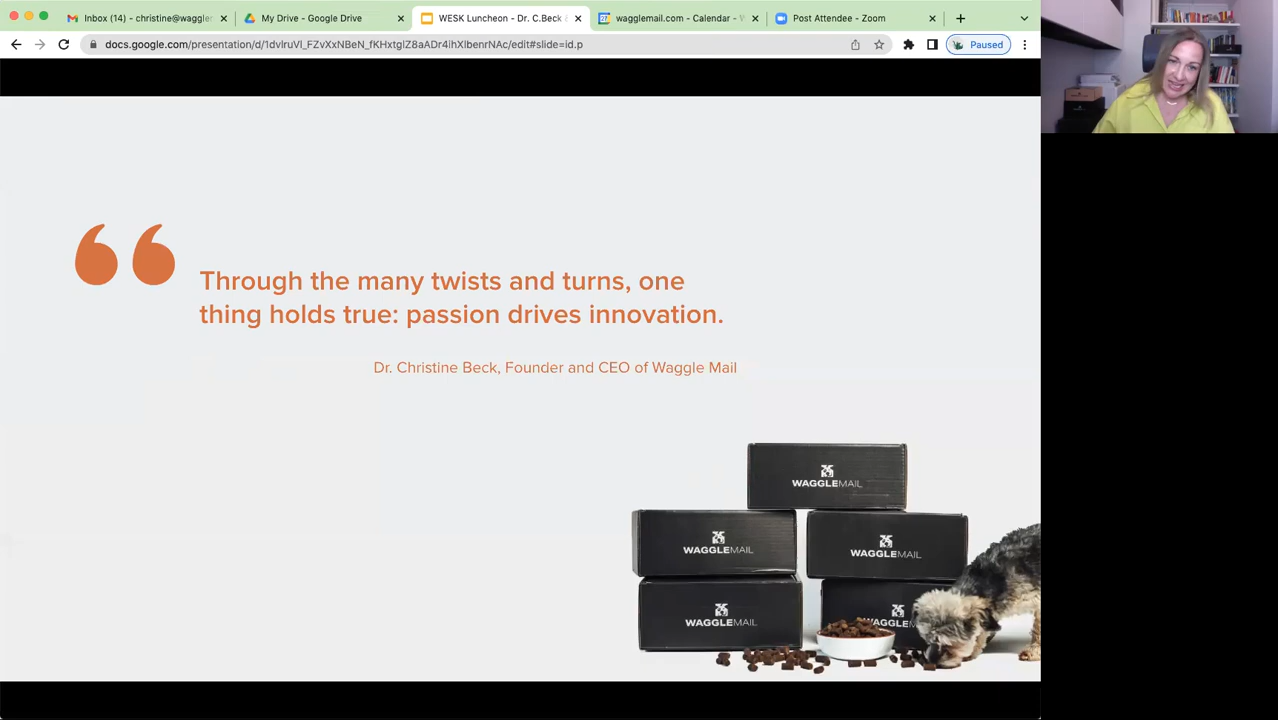 Inbox (14) - christine@waggle
My Drive - Google Drive
WESK Luncheon - Dr. C.Beck
wagglemail.com - Calendar -
Post Attendee - Zoom
docs.google.com/presentation/d/1dvlruVl_FZvXxNBeN_fKHxtglZ8aADr4ihXlbenrNAc/edit#slide=id.p
Paused
Through the many twists and turns, one
thing holds true: passion drives innovation.
Dr. Christine Beck, Founder and CEO of Waggle Mail
WAGGLEMAIL
WAGGLEMAIL
WAGGLEMAIL
WAGGLEMAIL
WAGGLEM